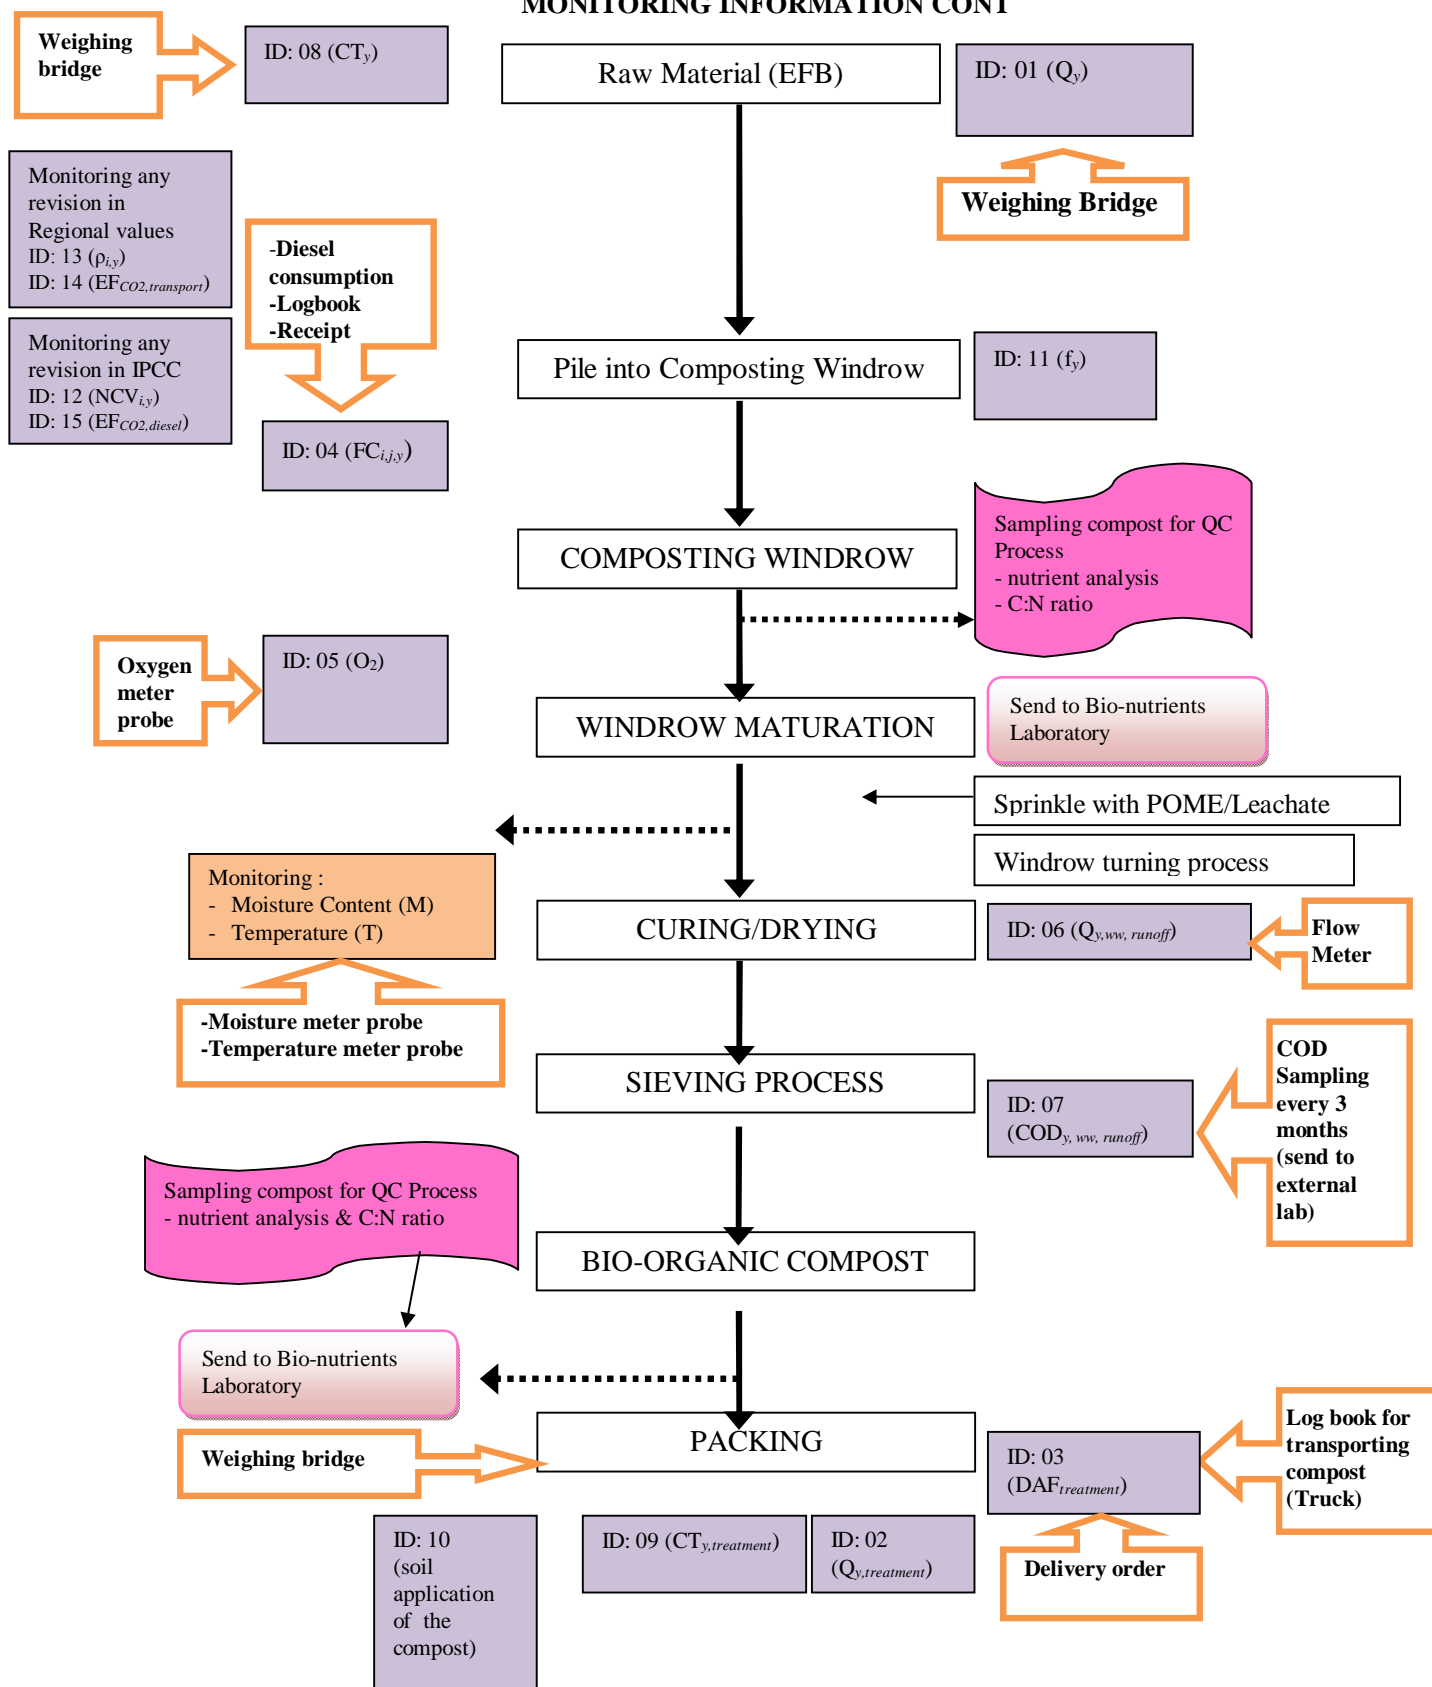 MONITORING INFORMATION CONT
Weighing
bridge
ID: 08 (CTy)
Raw Material (EFB)
ID: 01 (Qy)
Weighing Bridge
Monitoring any
revision in
Regional values
ID: 13 (ρi,y)
ID: 14 (EFCO2,transport)
-Diesel
consumption
-Logbook
-Receipt
Monitoring any
revision in IPCC
ID: 12 (NCVi,y)
ID: 15 (EFCO2,diesel)
Pile into Composting Windrow
ID: 11 (fy)
ID: 04 (FCi,j,y)
Sampling compost for QC
Process
- nutrient analysis
- C:N ratio
COMPOSTING WINDROW
Oxygen
meter
probe
ID: 05 (O2)
WINDROW MATURATION
Send to Bio-nutrients
Laboratory
Sprinkle with POME/Leachate
Windrow turning process
Monitoring :
- Moisture Content (M)
- Temperature (T)
CURING/DRYING
ID: 06 (Qy,ww, runoff)
Flow
Meter
-Moisture meter probe
-Temperature meter probe
SIEVING PROCESS
ID: 07
(CODy, ww, runoff)
COD
Sampling
every 3
months
(send to
external
lab)
Sampling compost for QC Process
- nutrient analysis & C:N ratio
BIO-ORGANIC COMPOST
Send to Bio-nutrients
Laboratory
Weighing bridge
PACKING
ID: 03
(DAFtreatment)
Log book for
transporting
compost
(Truck)
ID: 10
(soil
application
of the
compost)
ID: 09 (CTy,treatment)
ID: 02
(Qy,treatment)
Delivery order